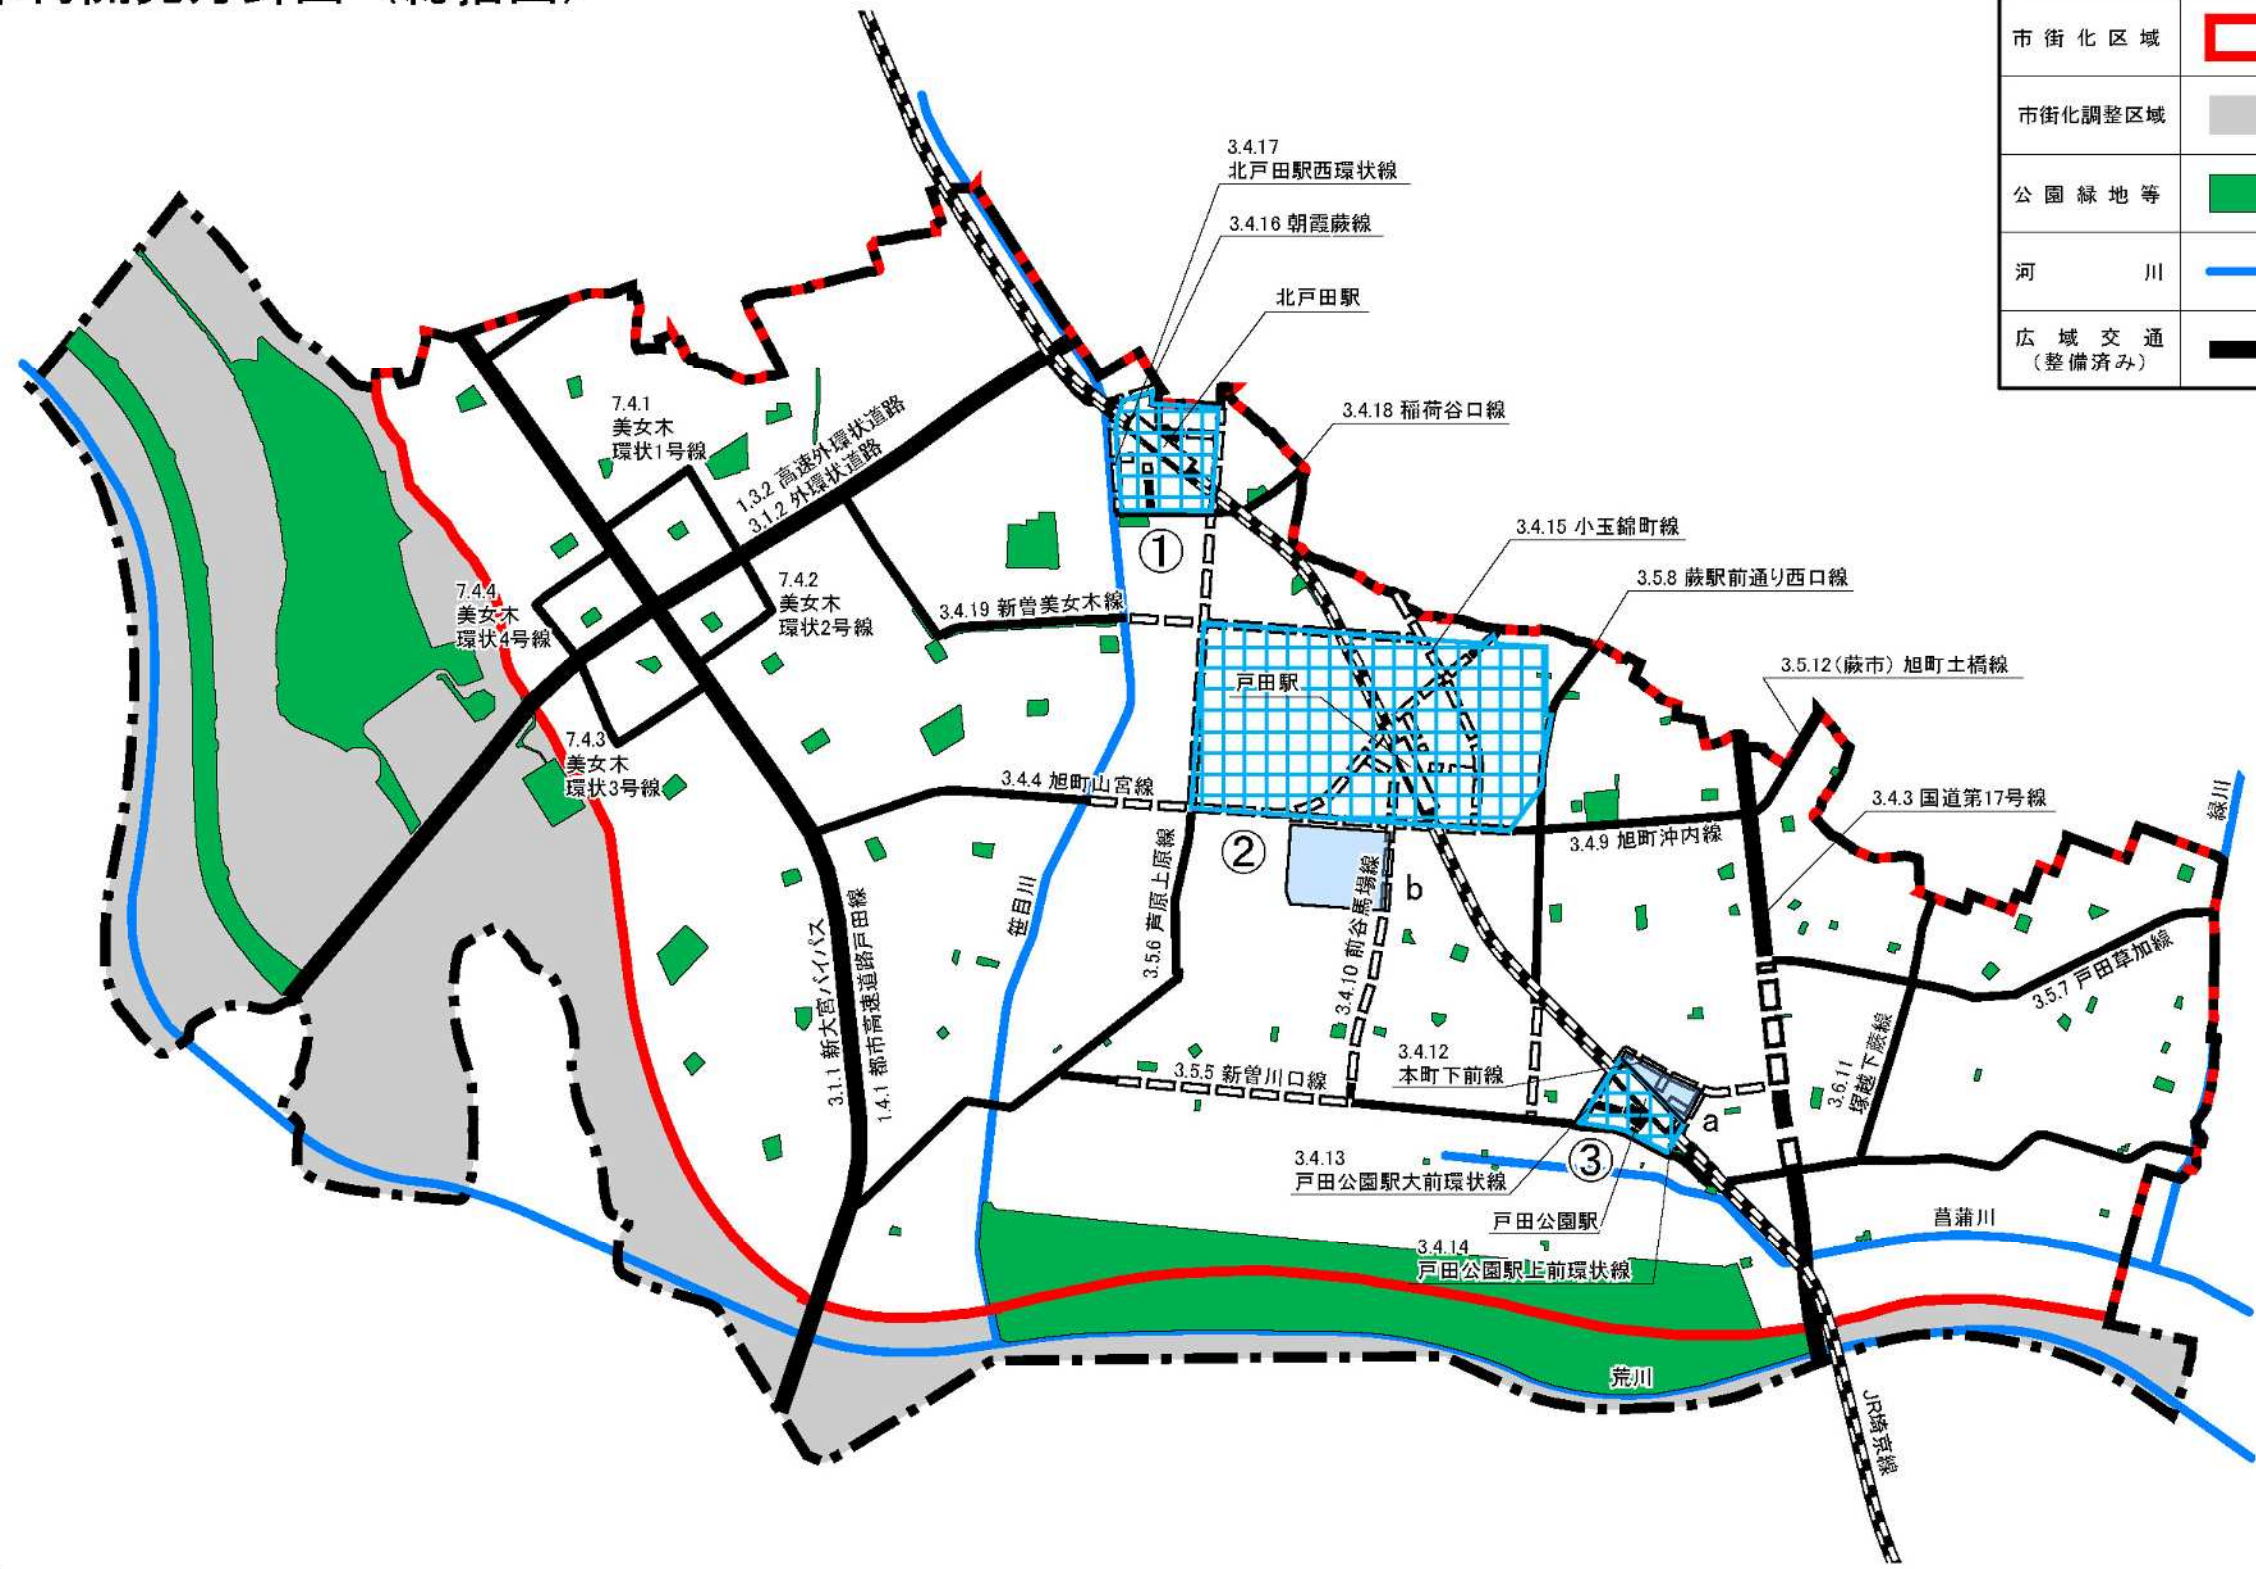 市街化区域
市街化調整区域
公園緑地等
河川
広域交通
(整備済み)
3.4.17
北戸田駅西環状線
3.4.16 朝霞蕨線
北戸田駅
3.4.18 稲荷谷口線
7.4.1
美女木
環状1号線
1.3.2 高速外環状道路
3.1.2 外環状道路
①
3.4.15 小玉錦町線
3.5.8 蕨駅前通り西口線
7.4.4
美女木
環状4号線
7.4.2
美女木
環状2号線
3.4.19 新曽美女木線
戸田駅
3.5.12(蕨市) 旭町土橋線
7.4.3
美女木
環状3号線
3.4.4 旭町山宮線
3.4.3 国道第17号線
緑川
3.4.9 旭町沖内線
②
3.5.6 芦原上原線
3.4.10 前谷馬場線
b
笹目川
3.1.1 新大宮バイパス
1.4.1 都市高速道路戸田線
3.5.7 戸田草加線
3.6.11
塚越下蕨線
3.4.12
本町下前線
3.5.5 新曽川口線
a
③
3.4.13
戸田公園駅大前環状線
戸田公園駅
菖蒲川
3.4.14
戸田公園駅上前環状線
荒川
JR埼京線